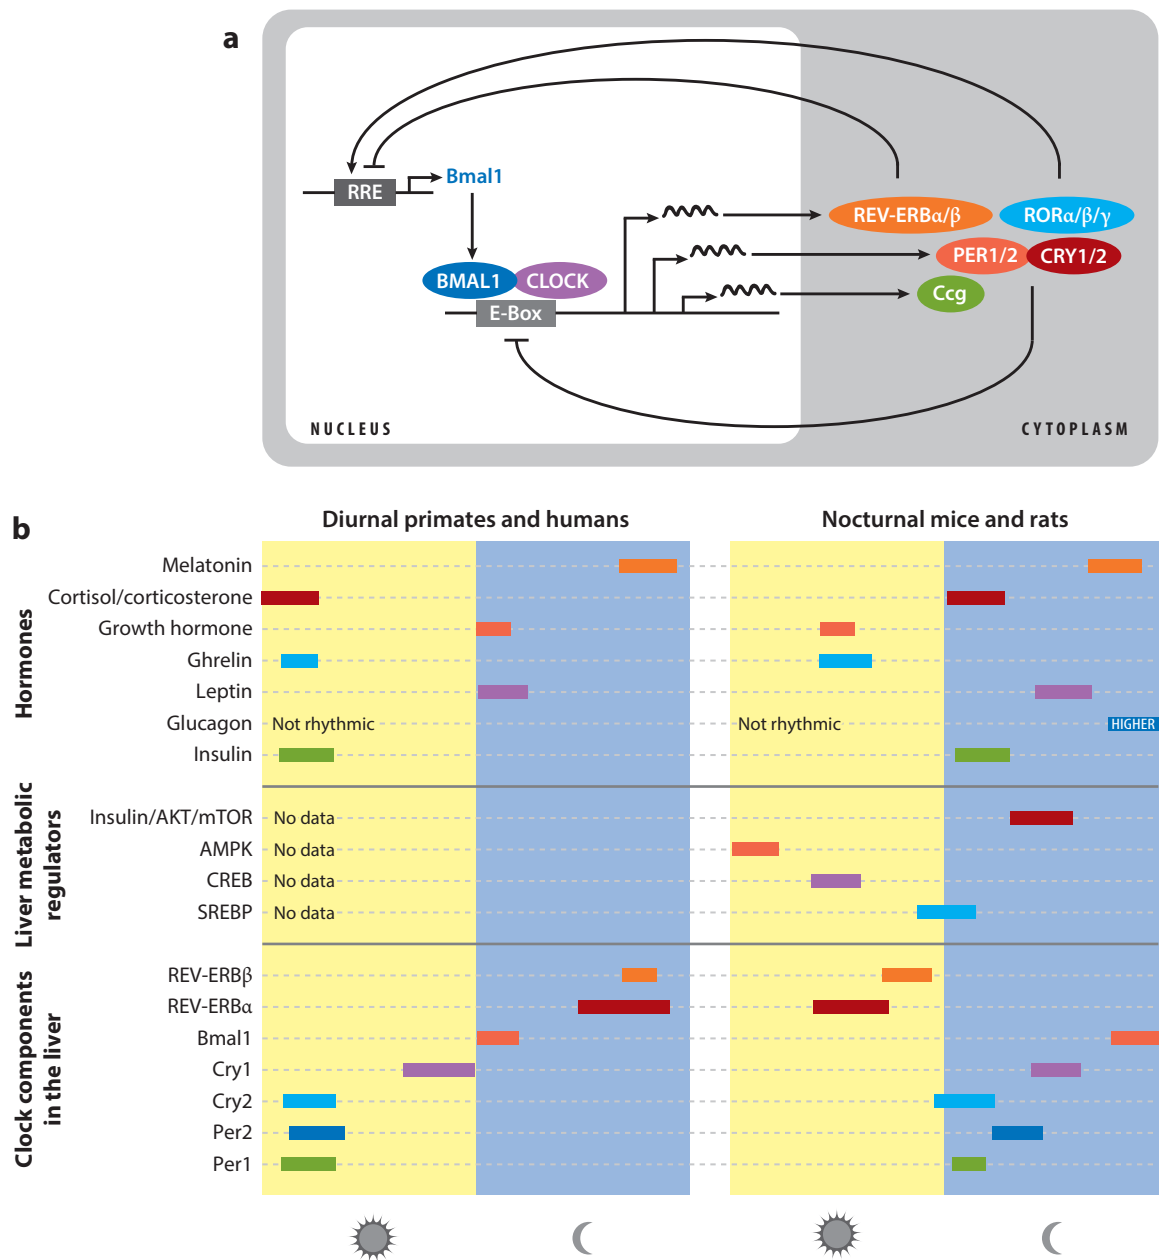 a
RRE
Bmal1
REV-ERBα/β
RORα/β/γ
PER1/2
CRY1/2
BMAL1
CLOCK
Ccg
E-Box
NUCLEUS
CYTOPLASM
b
Diurnal primates and humans
Nocturnal mice and rats
Hormones
Melatonin
Cortisol/corticosterone
Growth hormone
Ghrelin
Leptin
Glucagon
Not rhythmic
Not rhythmic
HIGHER
Insulin
Liver metabolic
regulators
Insulin/AKT/mTOR
No data
AMPK
No data
CREB
No data
SREBP
No data
Clock components
in the liver
REV-ERBβ
REV-ERBα
Bmal1
Cry1
Cry2
Per2
Per1